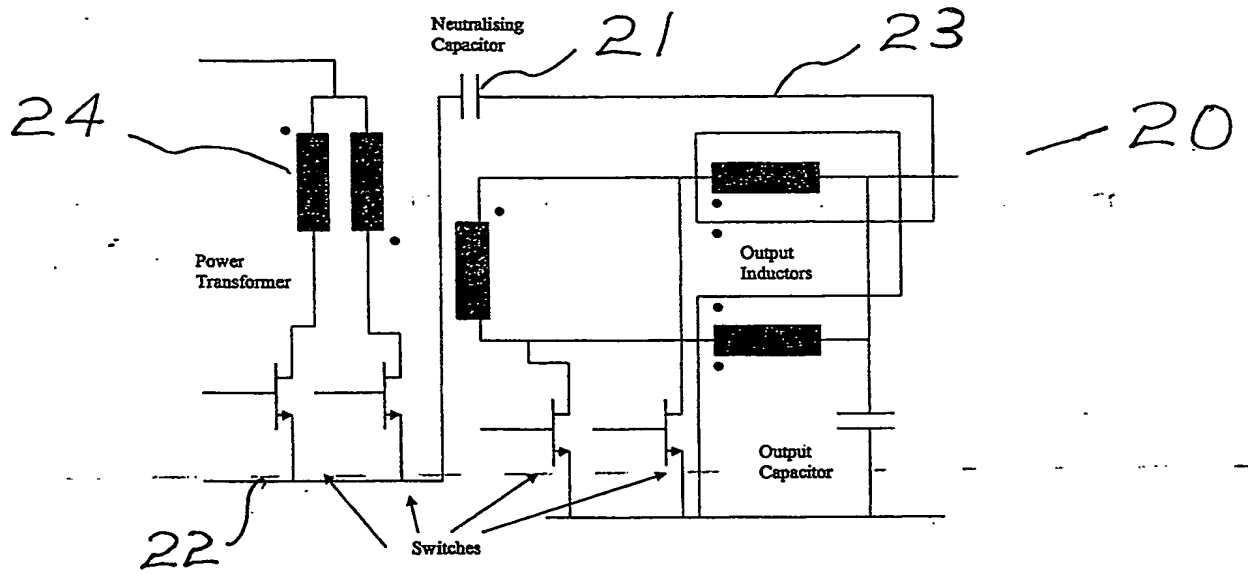 Neutralising
Capacitor
21
23
24
20
Power
Transformer
Output
Inductors
Output
Capacitor
22
Switches